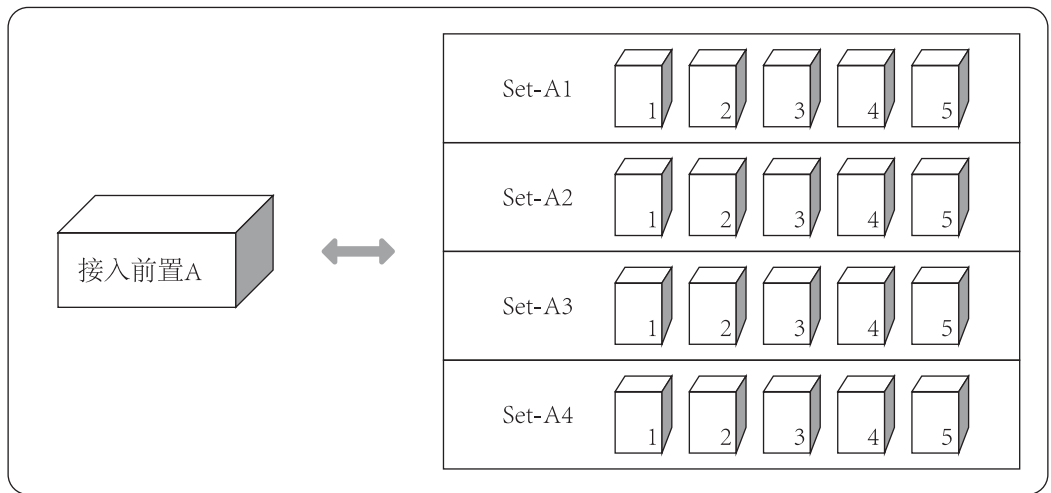 Set-A1 1 2 3 4 5
Set-A2 1 2 3 4 5
接入前置A
Set-A3 1 2 3 4 5
Set-A4 1 2 3 4 5